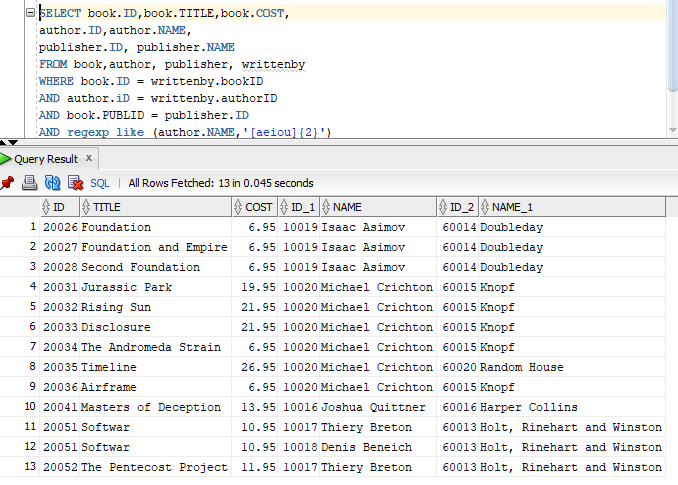 SELECT book.ID,book.TITLE,book.COST,
author.ID,author.NAME,
publisher.ID, publisher.NAME
FROM book,author, publisher, writtenby
WHERE book.ID = writtenby.bookID
AND author.iD = writtenby.authorID
AND book.PUBLID = publisher.ID
AND regexp_like (author.NAME,'[aeiou]{2}')
Query Result x
SQL | All Rows Fetched: 13 in 0.045 seconds
ID TITLE COST ID_1 NAME ID_2 NAME_1
1 20026 Foundation 6.95 10019 Isaac Asimov 60014 Doubleday
2 20027 Foundation and Empire 6.95 10019 Isaac Asimov 60014 Doubleday
3 20028 Second Foundation 6.95 10019 Isaac Asimov 60014 Doubleday
4 20031 Jurassic Park 19.95 10020 Michael Crichton 60015 Knopf
5 20032 Rising Sun 21.95 10020 Michael Crichton 60015 Knopf
6 20033 Disclosure 21.95 10020 Michael Crichton 60015 Knopf
7 20034 The Andromeda Strain 6.95 10020 Michael Crichton 60015 Knopf
8 20035 Timeline 26.95 10020 Michael Crichton 60020 Random House
9 20036 Airframe 6.95 10020 Michael Crichton 60015 Knopf
10 20041 Masters of Deception 13.95 10016 Joshua Quittner 60016 Harper Collins
11 20051 Softwar 10.95 10017 Thiery Breton 60013 Holt, Rinehart and Winston
12 20051 Softwar 10.95 10018 Denis Beneich 60013 Holt, Rinehart and Winston
13 20052 The Pentecost Project 11.95 10017 Thiery Breton 60013 Holt, Rinehart and Winston